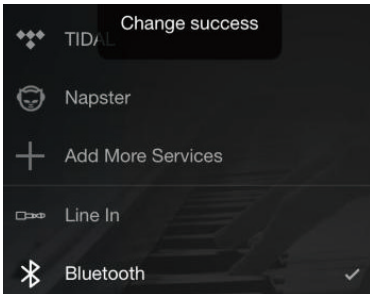 Change success
TIDAL
Napster
Add More Services
Line In
Bluetooth